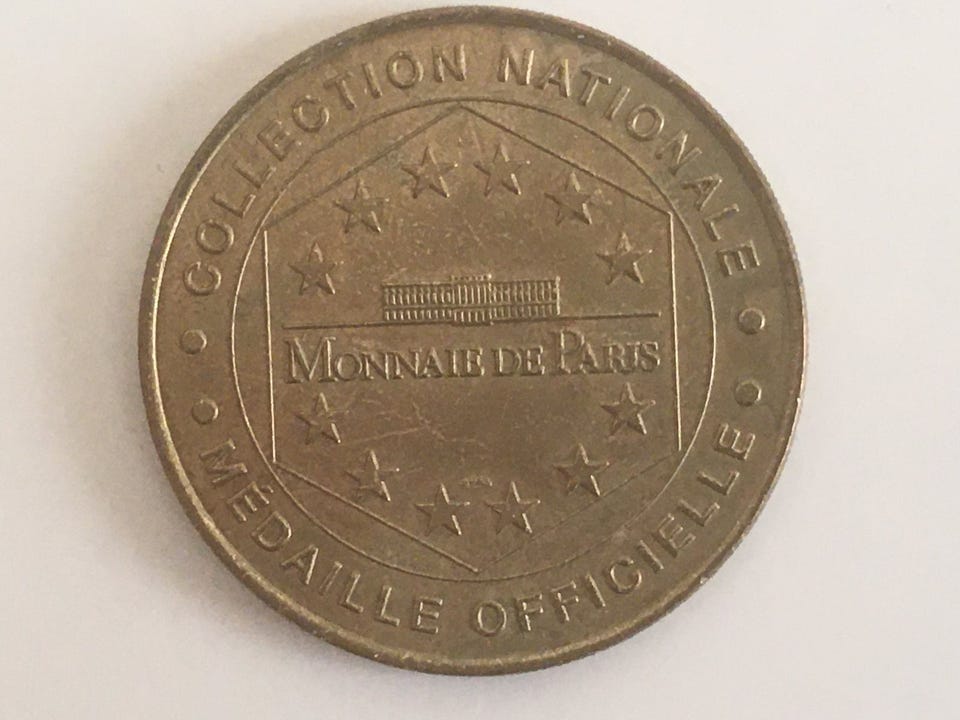 COLLECTION NATIONALE
MONNAIE DE PARIS
MÉDAILLE OFFICIELLE